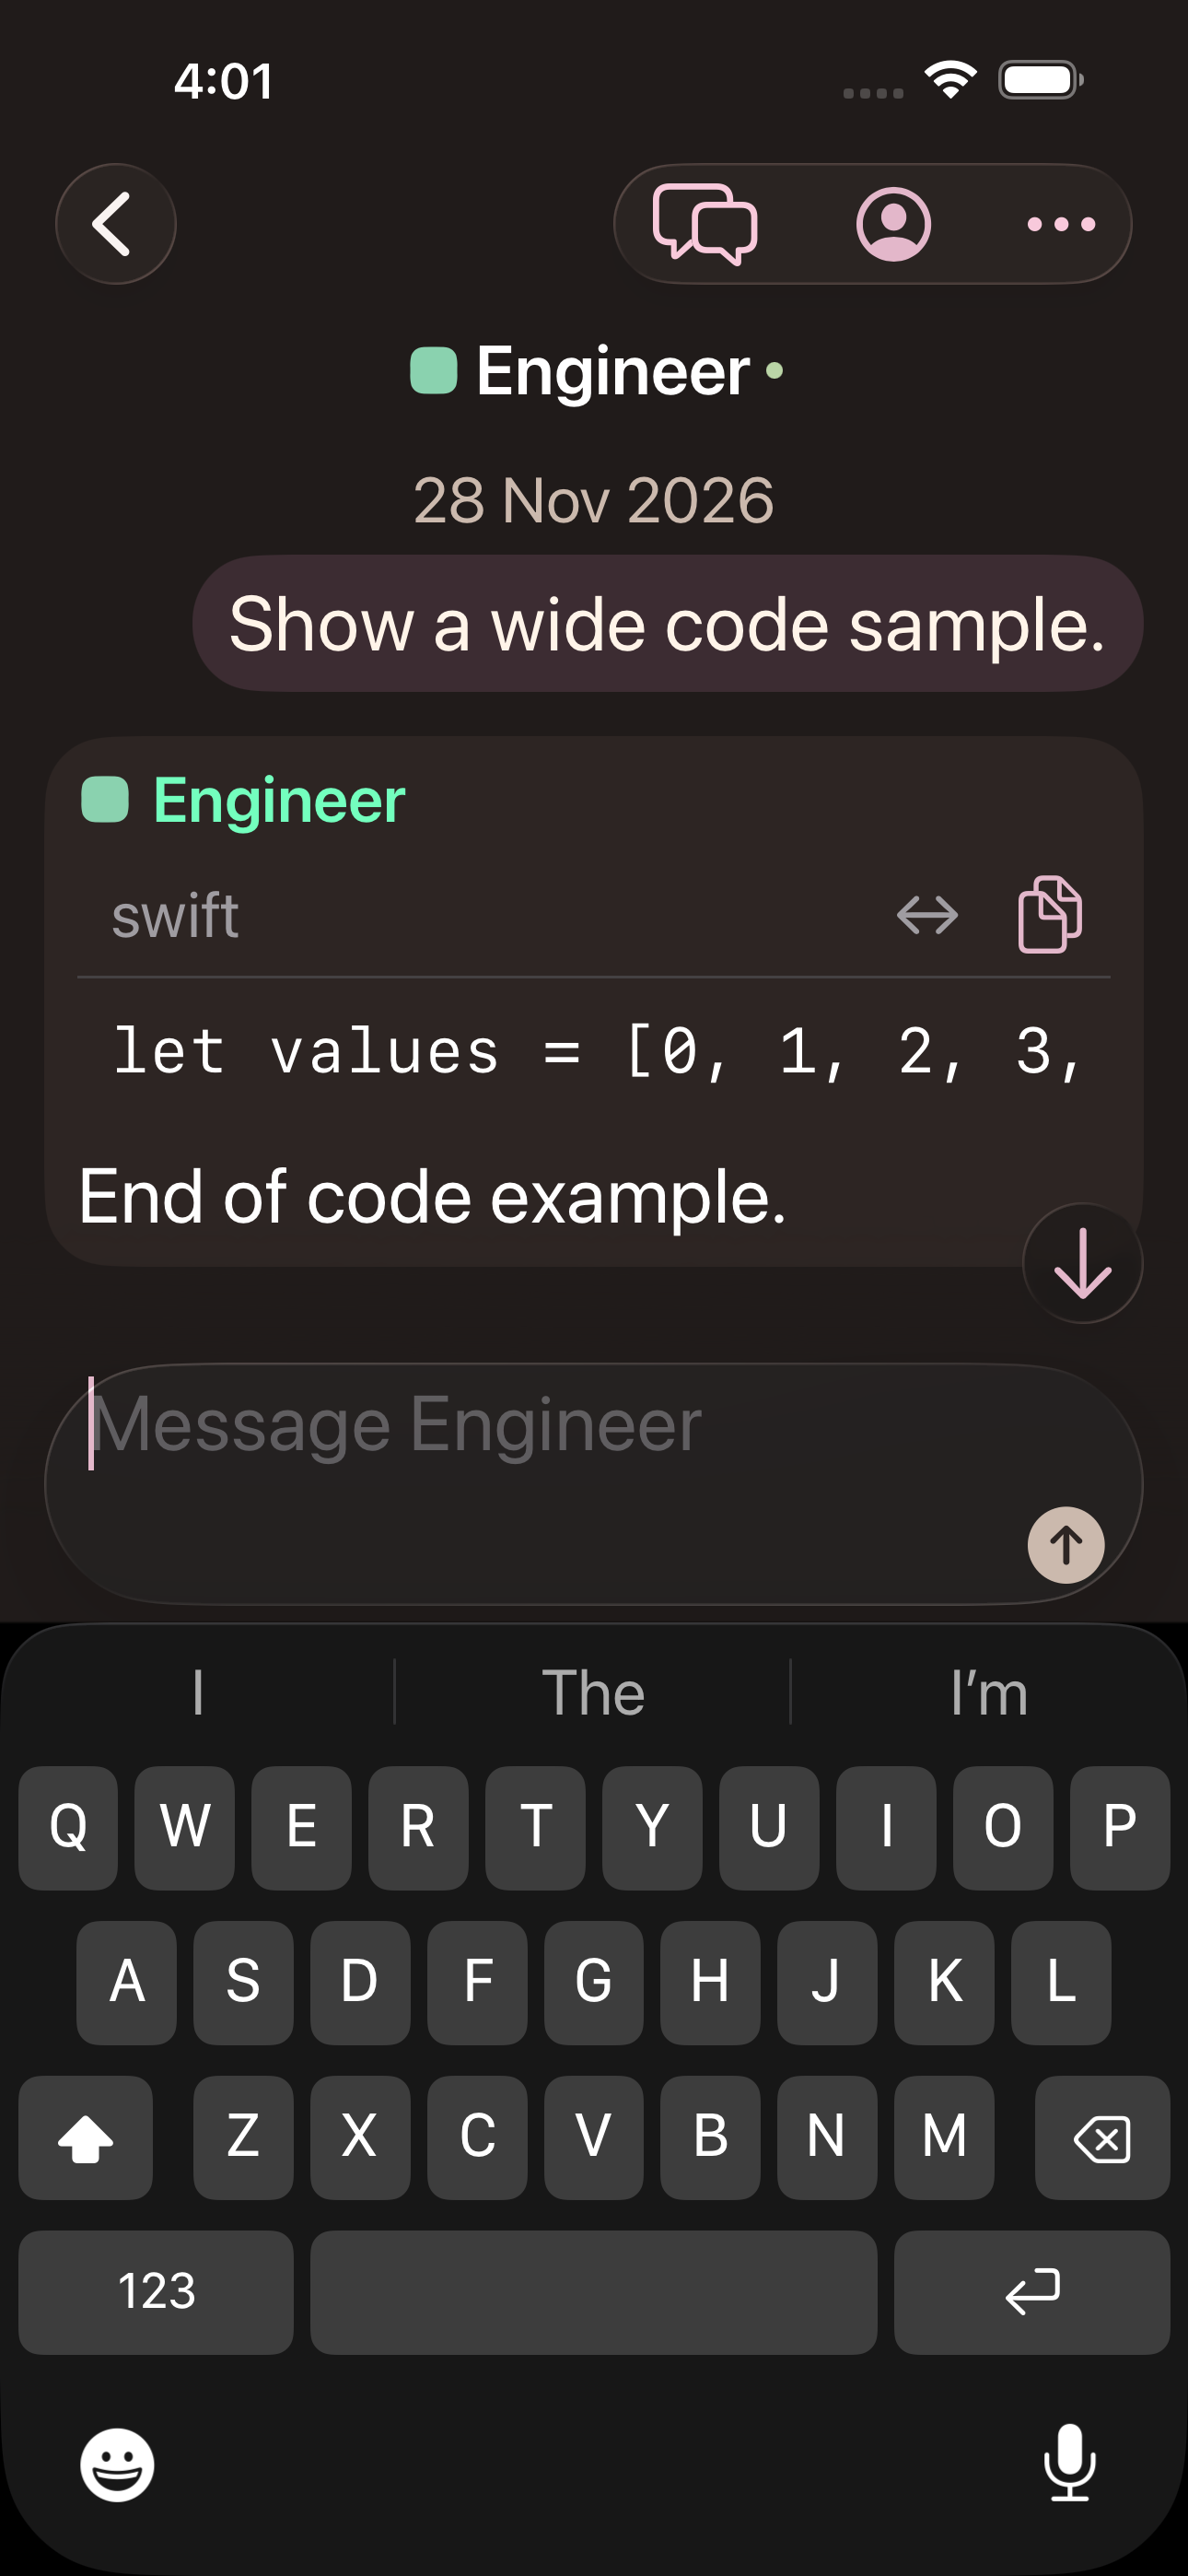 4:01
Engineer
28 Nov 2026
Show a wide code sample.
Engineer
swift
let values = [0, 1, 2, 3,
End of code example.
Message Engineer
I The I’m
Q W E R T Y U I O P
A S D F G H J K L
Z X C V B N M
123